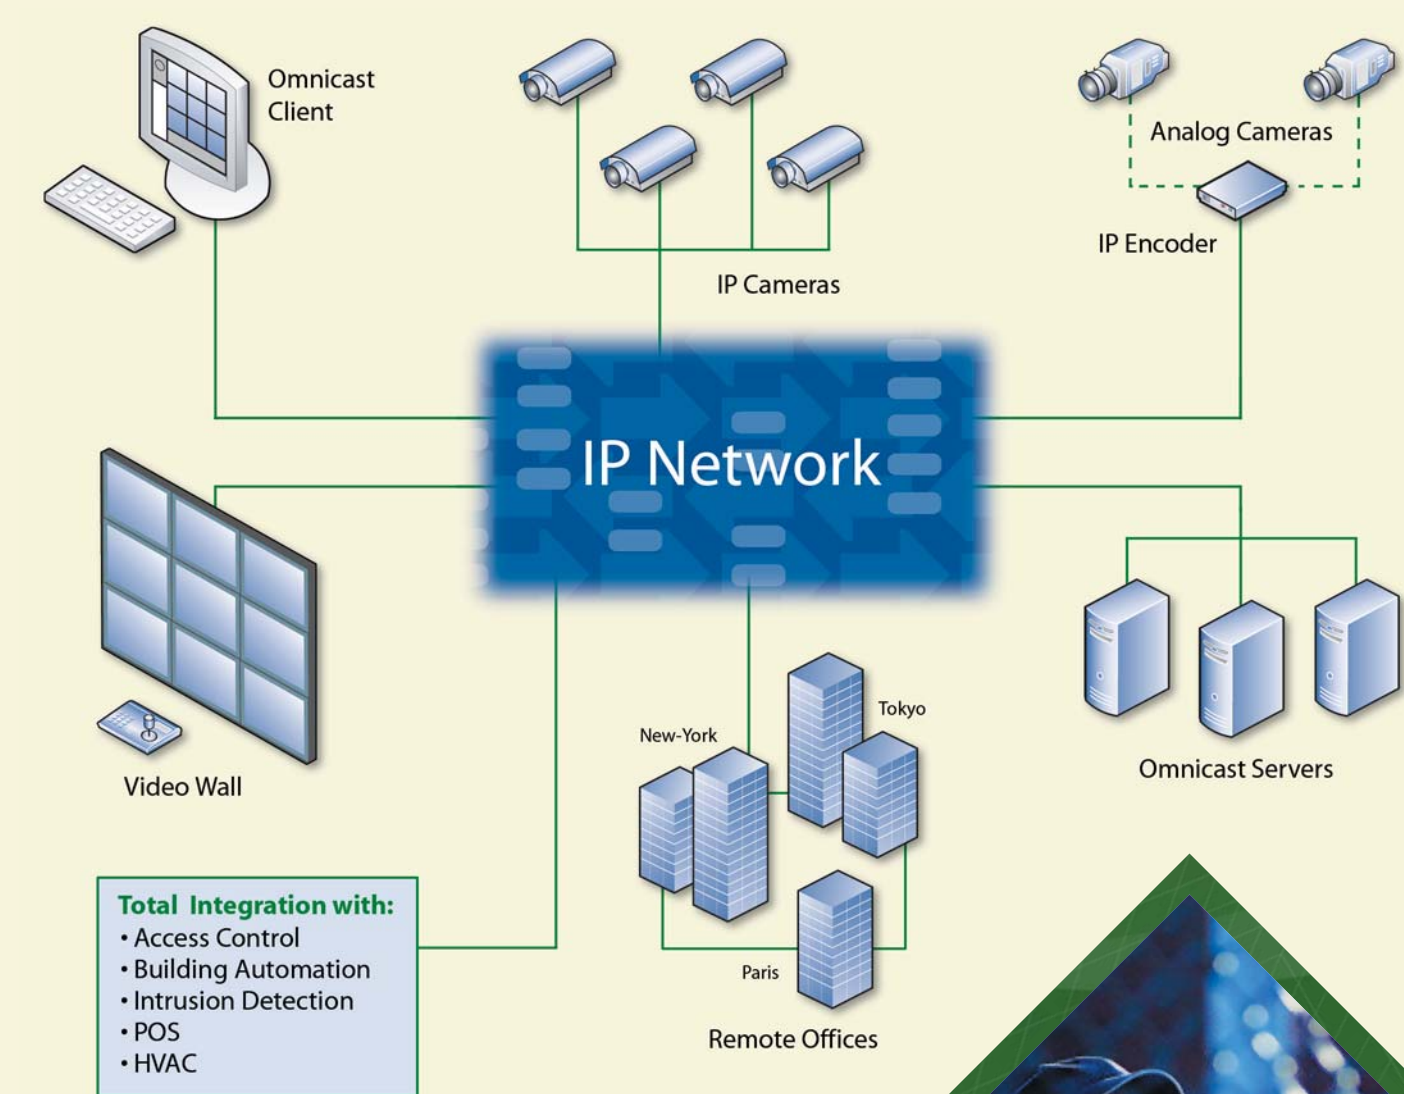 Omnicast
Client
Analog Cameras
IP Encoder
IP Cameras
IP Network
Video Wall
New-York
Tokyo
Paris
Remote Offices
Omnicast Servers
Total Integration with:
• Access Control
• Building Automation
• Intrusion Detection
• POS
• HVAC